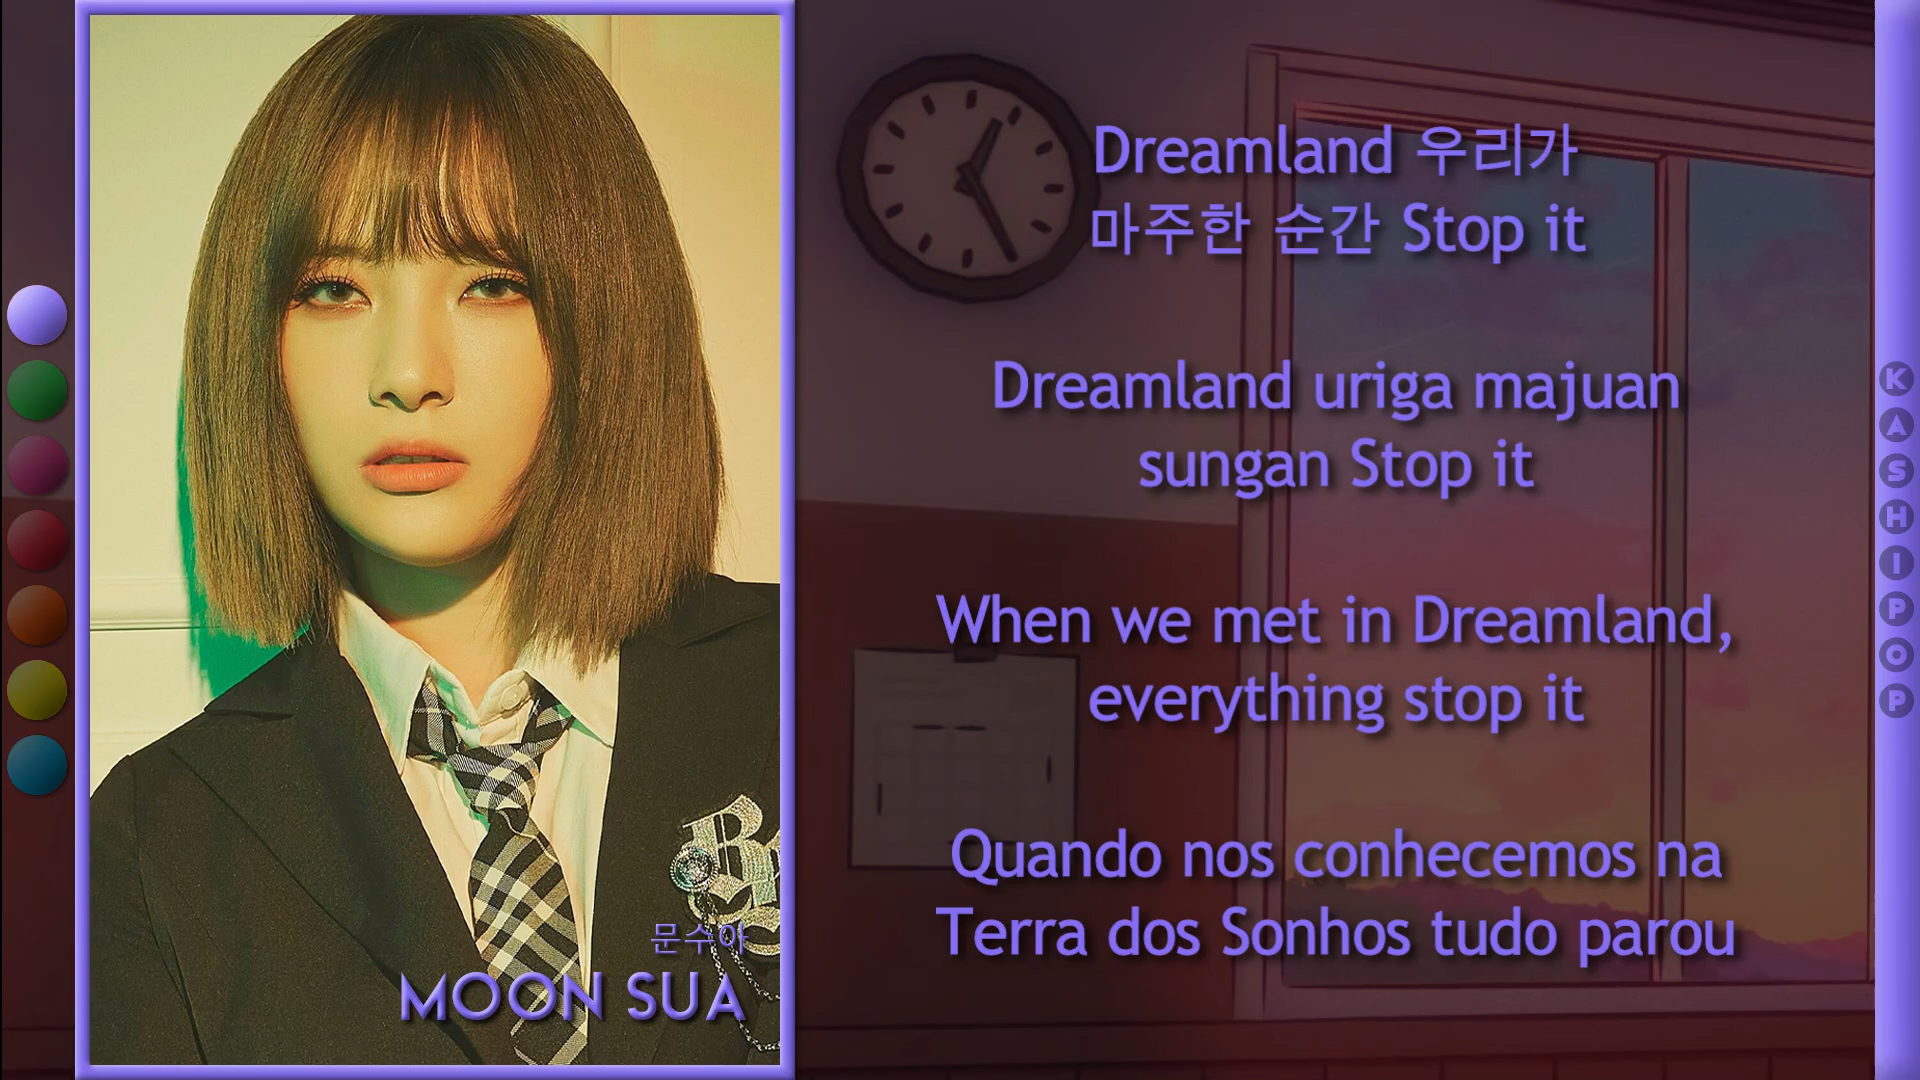 문수아
MOON SUA
Dreamland 우리가
마주한 순간 Stop it
Dreamland uriga majuan
sungan Stop it
When we met in Dreamland,
everything stop it
Quando nos conhecemos na
Terra dos Sonhos tudo parou
KASHIPOP